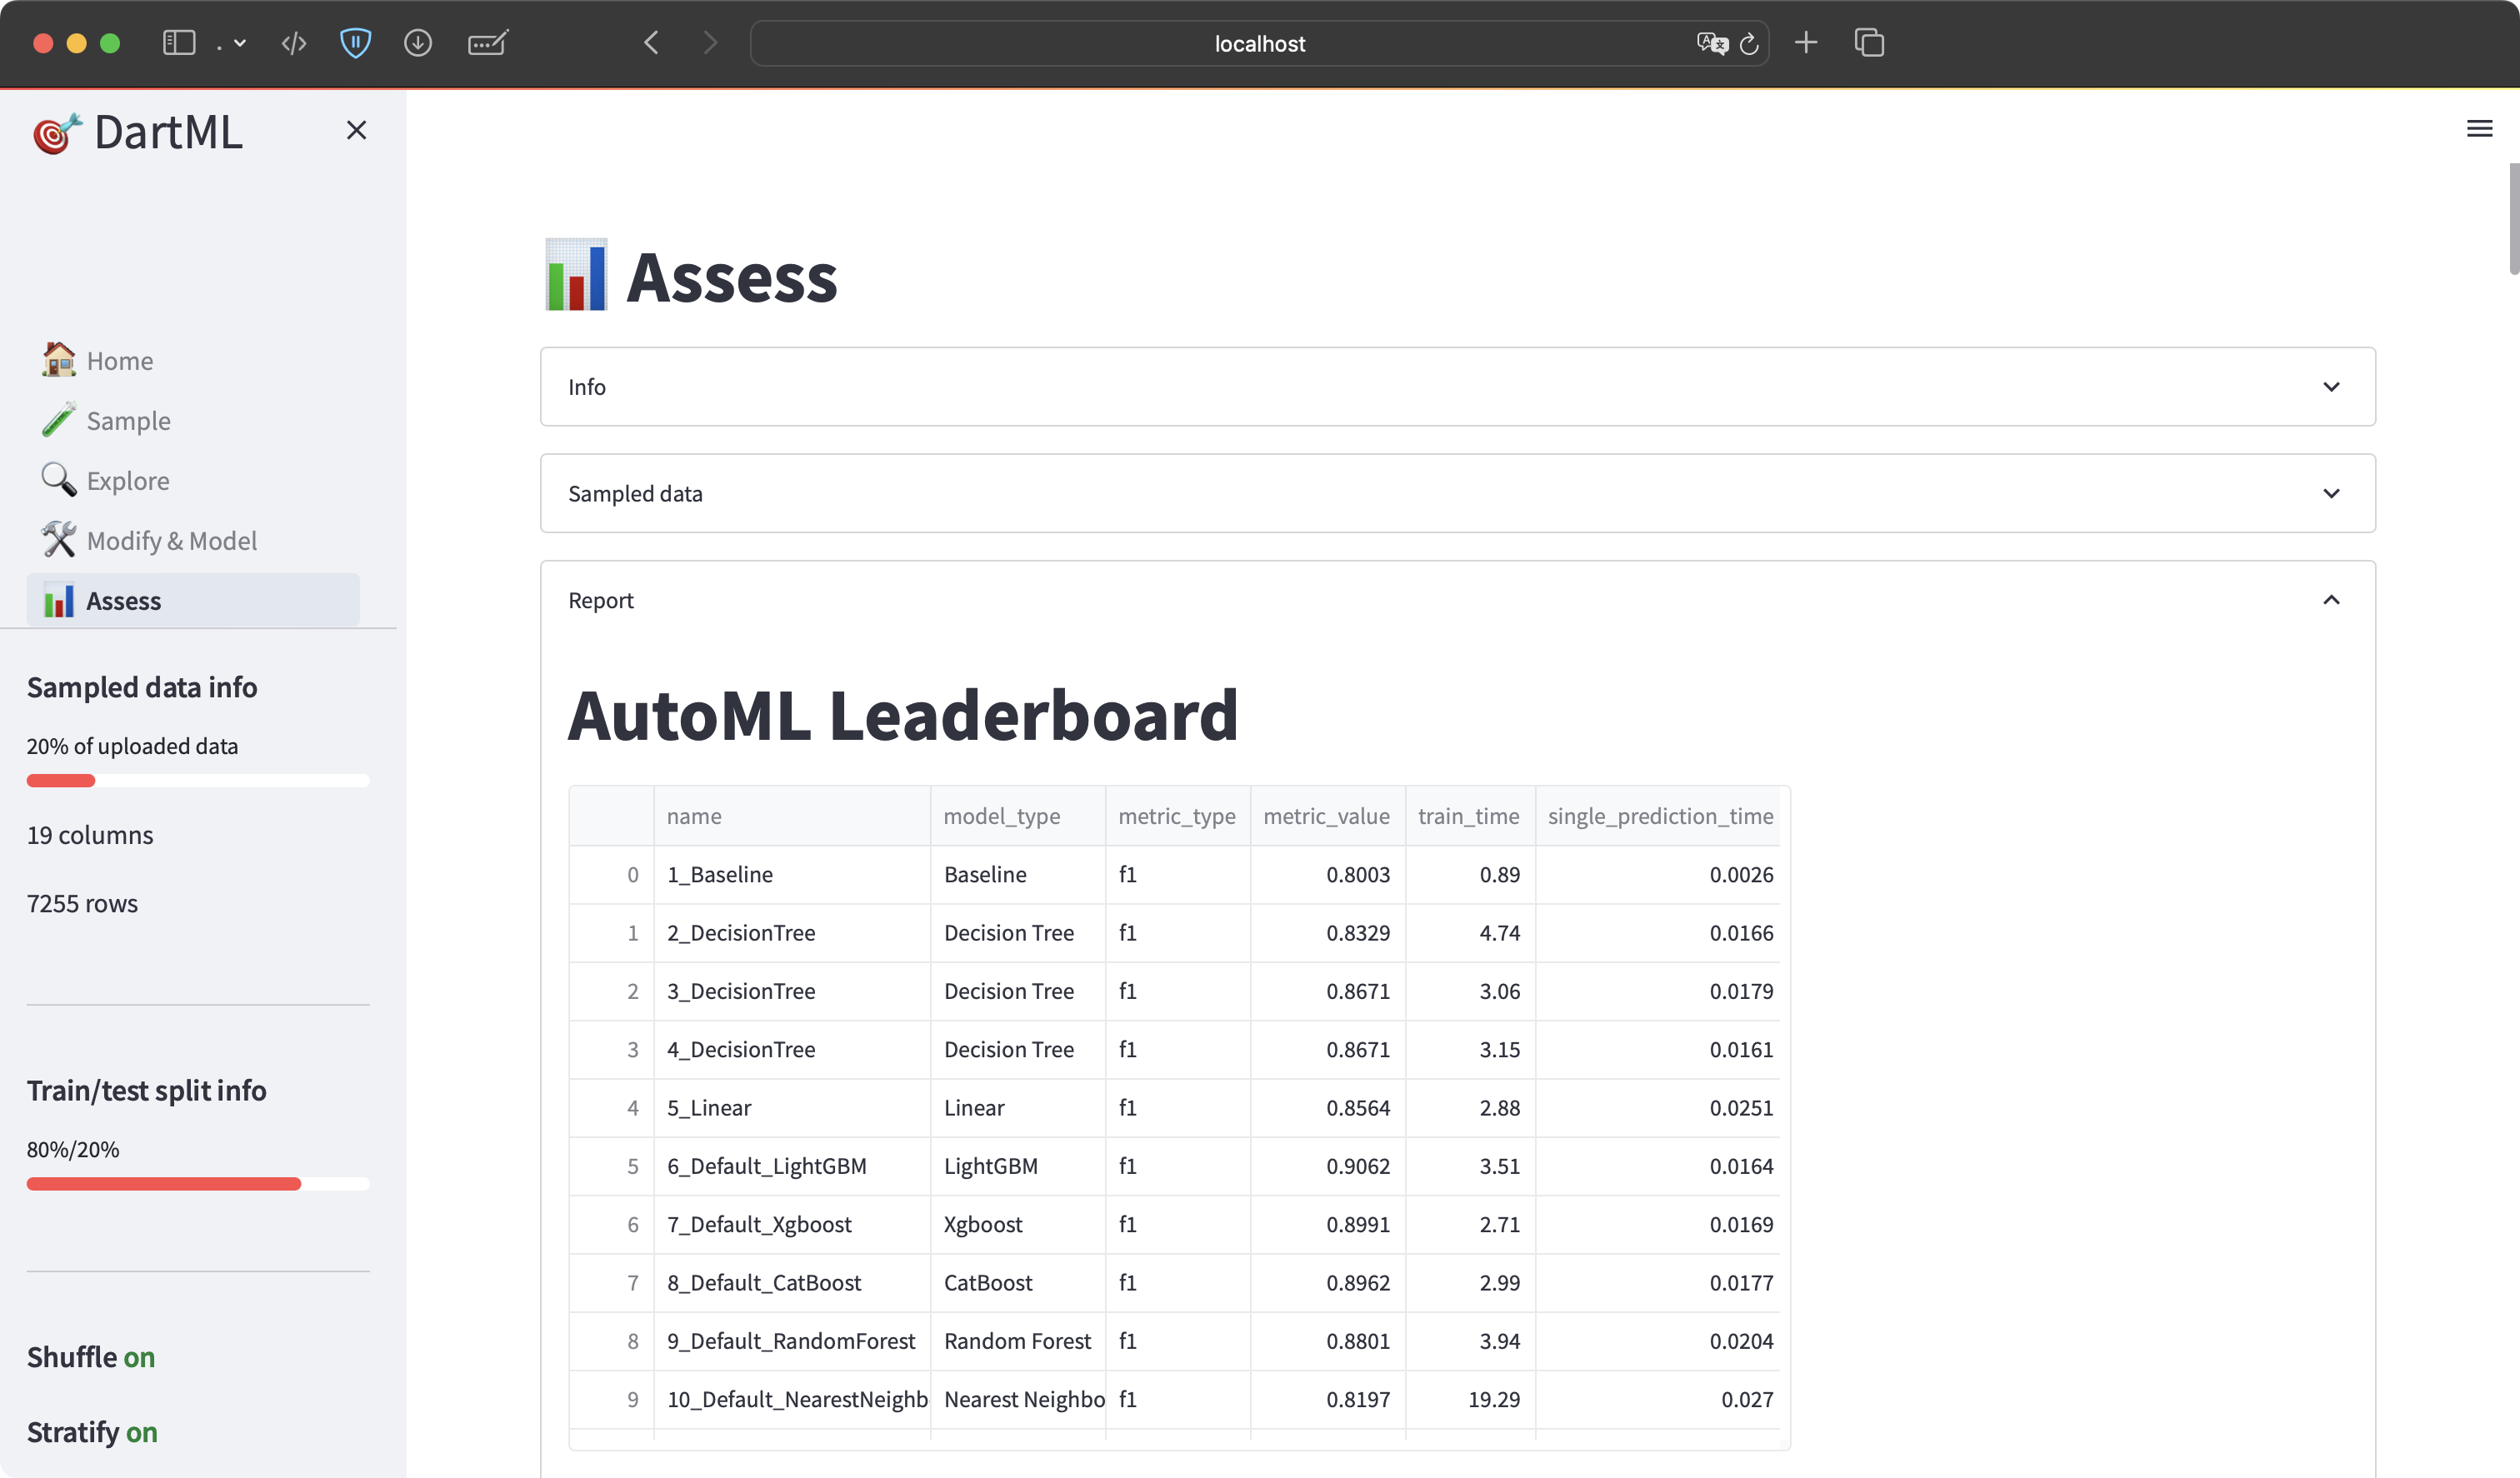 localhost
DartML
Home
Sample
Explore
Modify & Model
Assess
Sampled data info
20% of uploaded data
19 columns
7255 rows
Train/test split info
80%/20%
Shuffle on
Stratify on
Assess
Info
Sampled data
Report
AutoML Leaderboard
name model_type metric_type metric_value train_time single_prediction_time
0 1_Baseline Baseline f1 0.8003 0.89 0.0026
1 2_DecisionTree Decision Tree f1 0.8329 4.74 0.0166
2 3_DecisionTree Decision Tree f1 0.8671 3.06 0.0179
3 4_DecisionTree Decision Tree f1 0.8671 3.15 0.0161
4 5_Linear Linear f1 0.8564 2.88 0.0251
5 6_Default_LightGBM LightGBM f1 0.9062 3.51 0.0164
6 7_Default_Xgboost Xgboost f1 0.8991 2.71 0.0169
7 8_Default_CatBoost CatBoost f1 0.8962 2.99 0.0177
8 9_Default_RandomForest Random Forest f1 0.8801 3.94 0.0204
9 10_Default_NearestNeighb Nearest Neighbo f1 0.8197 19.29 0.027